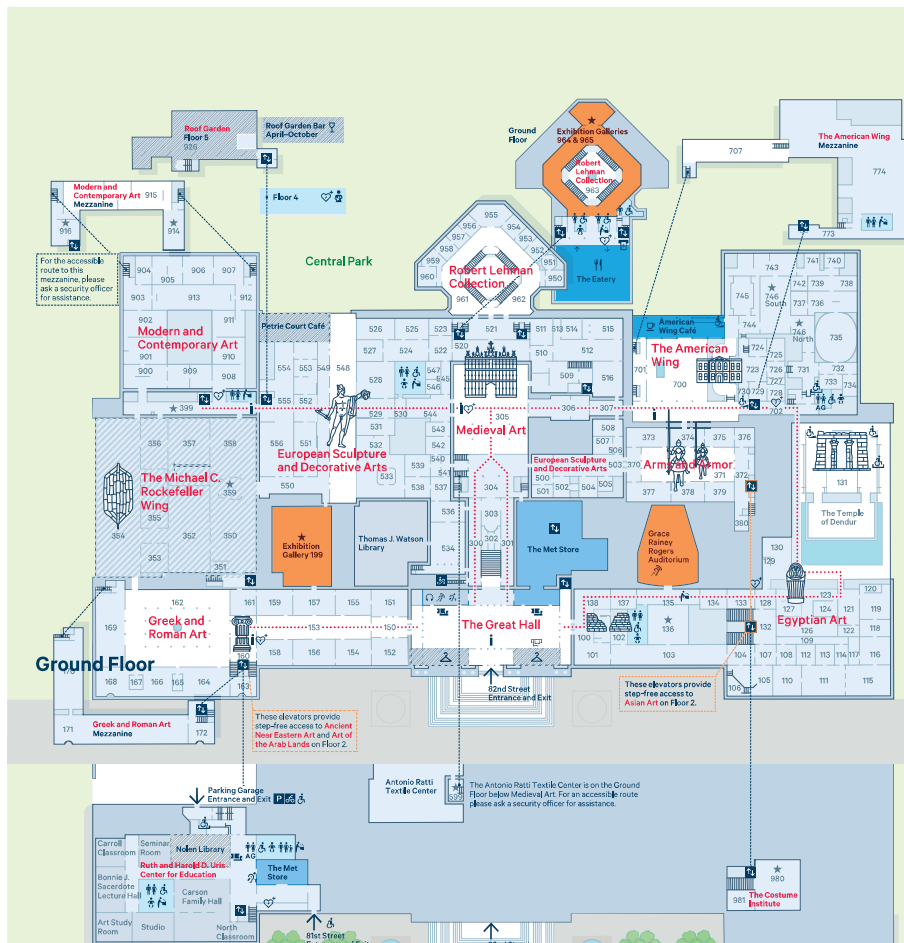 Roof Garden
Floor 5
926
Roof Garden Bar
April–October
Ground
Floor
Exhibition Galleries
964 & 965
Robert
Lehman
Collection
963
707
The American Wing
Mezzanine
774
773
Modern and
Contemporary Art
Mezzanine
915
916
914
Floor 4
For the accessible
route to this
mezzanine, please
ask a security officer
for assistance.
Central Park
955
956
954
957
953
958
952
959
951
960
950
961
962
Robert Lehman
Collection
The Eatery
904
905
906
907
903
913
912
902
911
901
910
900
909
908
Modern and
Contemporary Art
399
Petrie Court Café
554
553
549
548
555
552
556
551
550
526
525
523
522
520
521
511
513
514
515
527
524
510
512
528
547
545
546
516
529
530
544
531
543
532
542
533
540
541
539
538
537
536
535
534
European Sculpture
and Decorative Arts
Medieval Art
305
306
307
304
303
302
300
301
European Sculpture
and Decorative Arts
500
501
502
503
504
505
506
507
508
American
Wing Café
The American
Wing
701
700
743
741
740
742
739
738
745
746
South
737
736
744
746
North
735
724
725
723
726
722
727
721
728
730
729
731
732
733
734
702
AG
373
374
375
376
370
371
372
377
378
379
380
Arms and Armor
131
The Temple
of Dendur
130
129
356
357
358
359
355
354
353
352
351
350
The Michael C.
Rockefeller
Wing
Exhibition
Gallery 199
Thomas J. Watson
Library
The Met Store
Grace
Rainey
Rogers
Auditorium
162
161
169
160
168
167
166
165
164
163
Greek and
Roman Art
159
157
155
151
153
150
158
156
154
152
The Great Hall
138
137
135
134
133
132
136
100
102
101
103
104
105
106
107
108
109
110
111
112
113
114
115
116
117
118
119
120
121
122
123
124
126
127
128
Egyptian Art
Ground Floor
170
171
172
Greek and Roman Art
Mezzanine
82nd Street
Entrance and Exit
These elevators provide
step-free access to Ancient
Near Eastern Art and Art of
the Arab Lands on Floor 2.
These elevators provide
step-free access to
Asian Art on Floor 2.
Parking Garage
Entrance and Exit
P
Antonio Ratti
Textile Center
599
The Antonio Ratti Textile Center is on the Ground
Floor below Medieval Art. For an accessible route
please ask a security officer for assistance.
Carroll
Classroom
Seminar
Room
Nolen Library
AG
Ruth and Harold D. Uris
Center for Education
The Met
Store
Bonnie J.
Sacerdote
Lecture Hall
Carson
Family Hall
Art Study
Room
Studio
North
Classroom
81st Street
980
981
The Costume
Institute